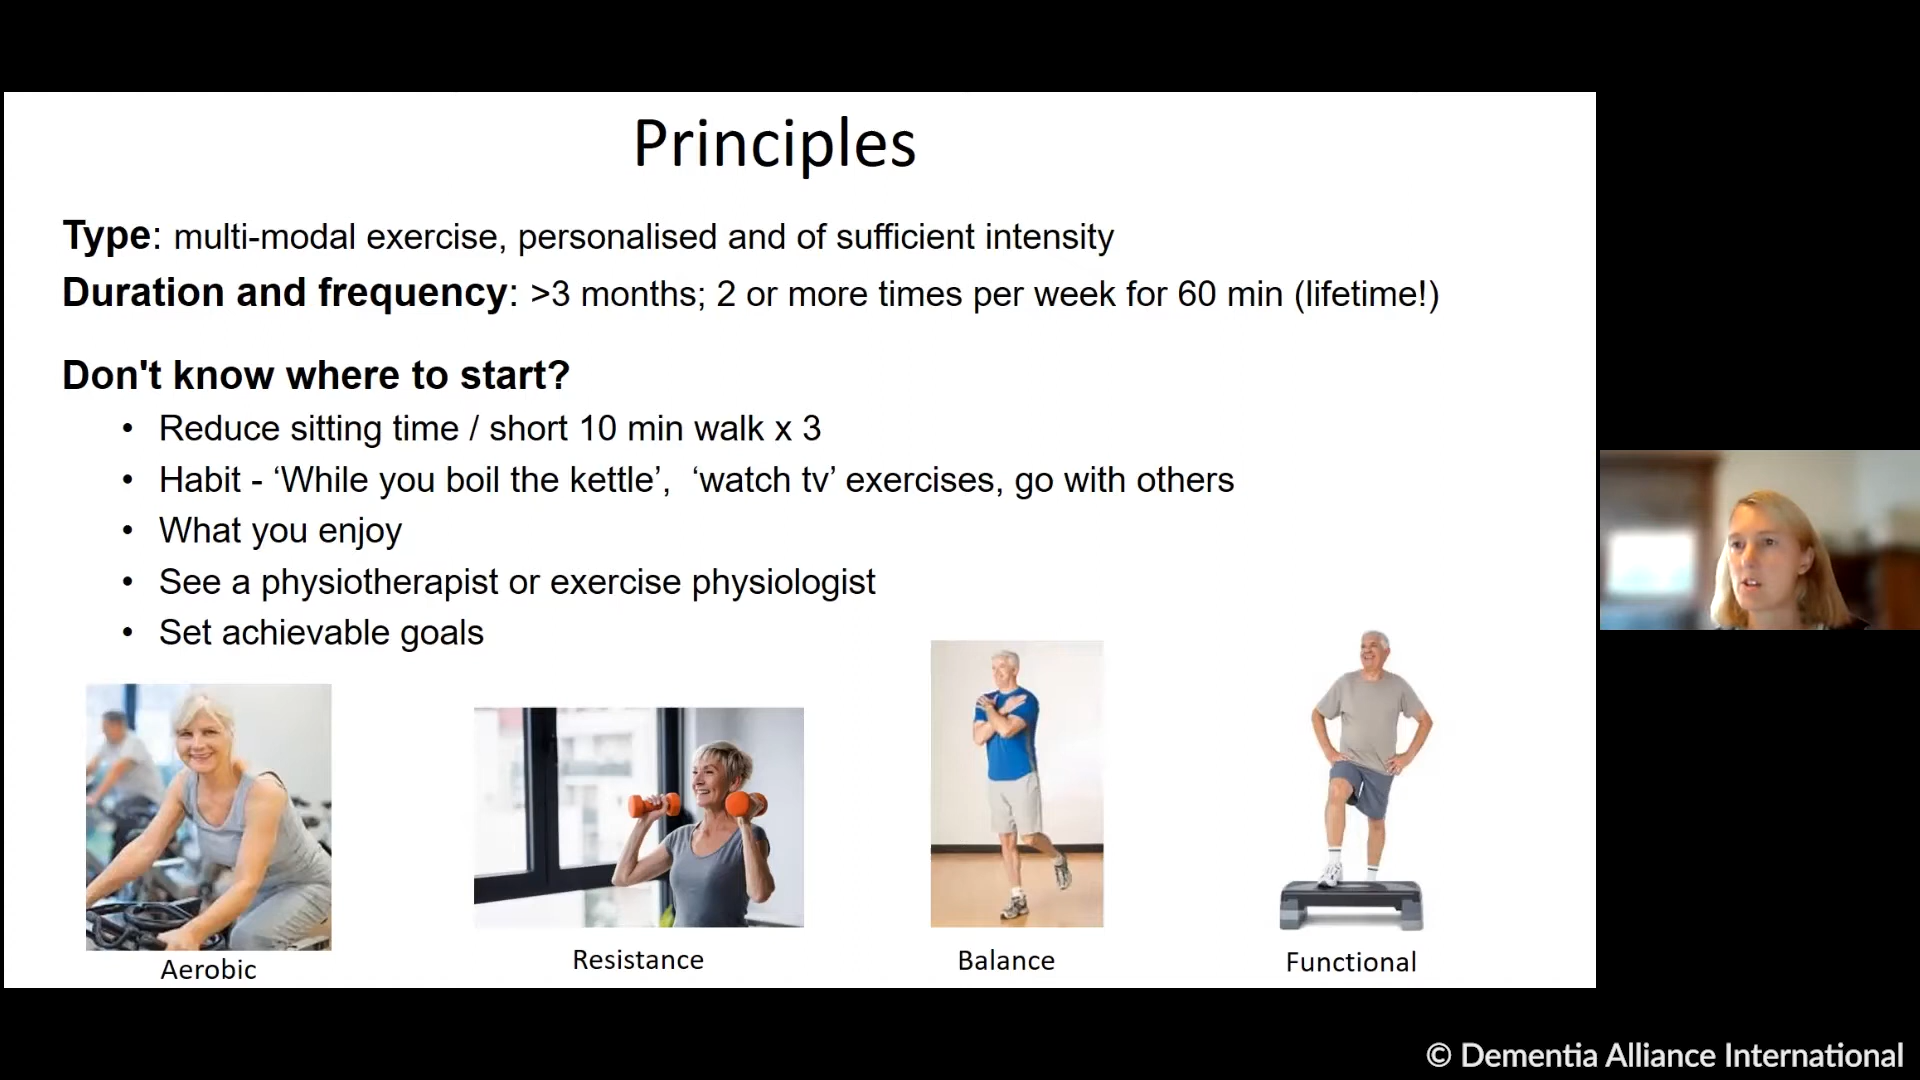 Principles
Type: multi-modal exercise, personalised and of sufficient intensity
Duration and frequency: >3 months; 2 or more times per week for 60 min (lifetime!)
Don't know where to start?
• Reduce sitting time / short 10 min walk x 3
• Habit - ‘While you boil the kettle’, ‘watch tv’ exercises, go with others
• What you enjoy
• See a physiotherapist or exercise physiologist
• Set achievable goals
Aerobic
Resistance
Balance
Functional
© Dementia Alliance International